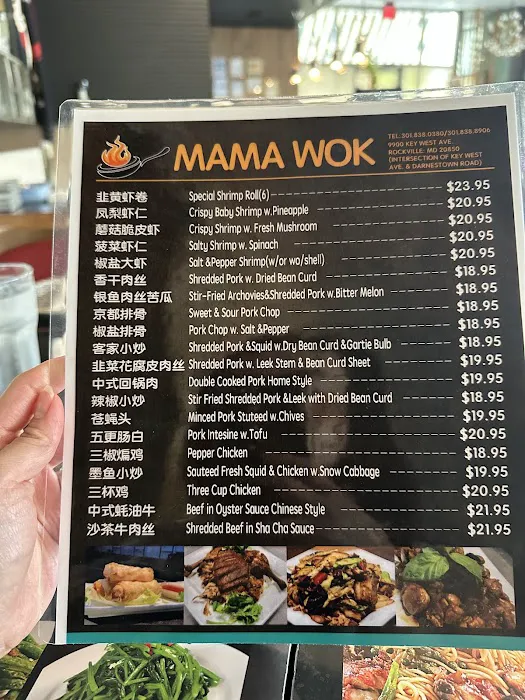 MAMA WOK
TEL:301.838.0380/301.838.8906
9900 KEY WEST AVE.
ROCKVILLE: MD 20850
(INTERSECTION OF KEY WEST
AVE. & DARNESTOWN ROAD)
韭黄虾卷 Special Shrimp Roll(6) $23.95
凤梨虾仁 Crispy Baby Shrimp w.Pineapple $20.95
蘑菇脆皮虾 Crispy Shrimp w. Fresh Mushroom $20.95
菠菜虾仁 Salty Shrimp w. Spinach $20.95
椒盐大虾 Salt &Pepper Shrimp(w/or wo/shell) $20.95
香干肉丝 Shredded Pork w. Dried Bean Curd $18.95
银鱼肉丝苦瓜 Stir-Fried Archovies&Shredded Pork w.Bitter Melon $18.95
京都排骨 Sweet & Sour Pork Chop $18.95
椒盐排骨 Pork Chop w. Salt &Pepper $18.95
客家小炒 Shredded Pork &Squid w.Dry Bean Curd &Gartie Bulb $18.95
韭菜花腐皮肉丝 Shredded Pork w. Leek Stem & Bean Curd Sheet $19.95
中式回锅肉 Double Cooked Pork Home Style $19.95
辣椒小炒 Stir Fried Shredded Pork &Leek with Dried Bean Curd $18.95
苍蝇头 Minced Pork Stuteed w.Chives $19.95
五更肠白 Pork Intesine w.Tofu $20.95
三椒煸鸡 Pepper Chicken $18.95
墨鱼小炒 Sauteed Fresh Squid & Chicken w.Snow Cabbage $19.95
三杯鸡 Three Cup Chicken $20.95
中式蚝油牛 Beef in Oyster Sauce Chinese Style $21.95
沙茶牛肉丝 Shredded Beef in Sha Cha Sauce $21.95